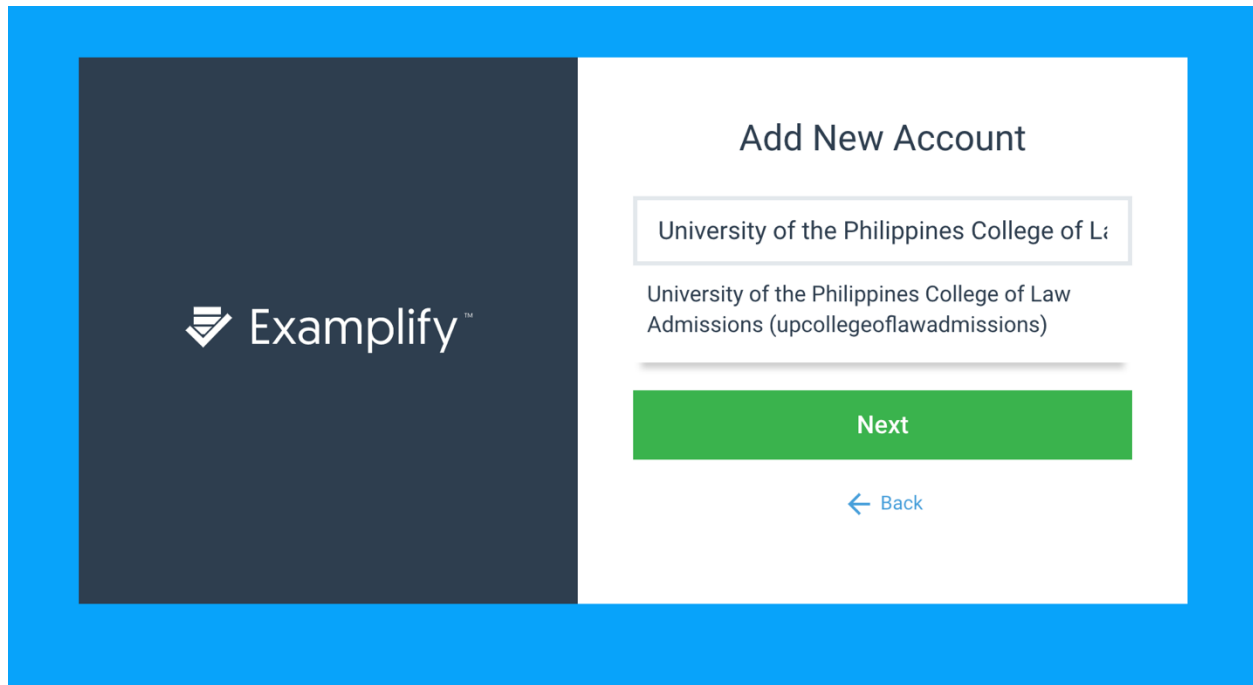 Add New Account
University of the Philippines College of La
University of the Philippines College of Law
Admissions (upcollegeoflawadmissions)
Examplify™
Next
Back